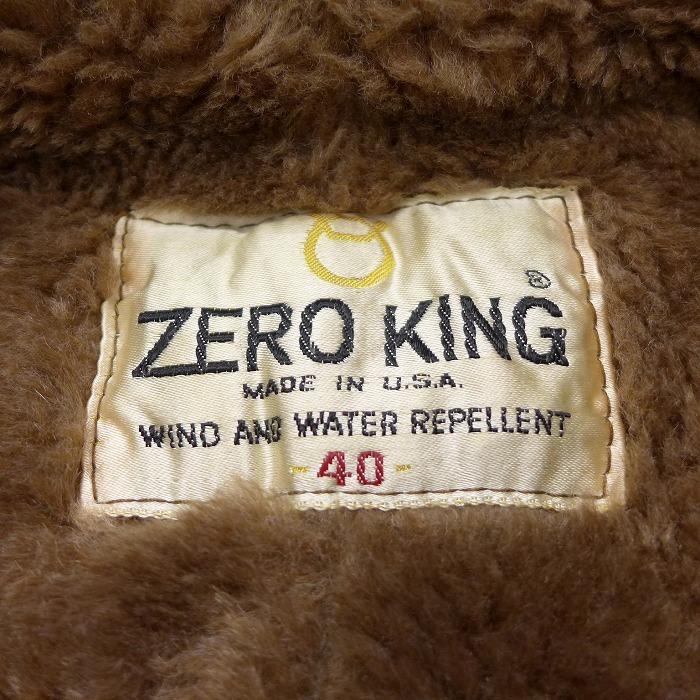 ZERO KING ®
MADE IN U.S.A.
WIND AND WATER REPELLENT
- 40 -